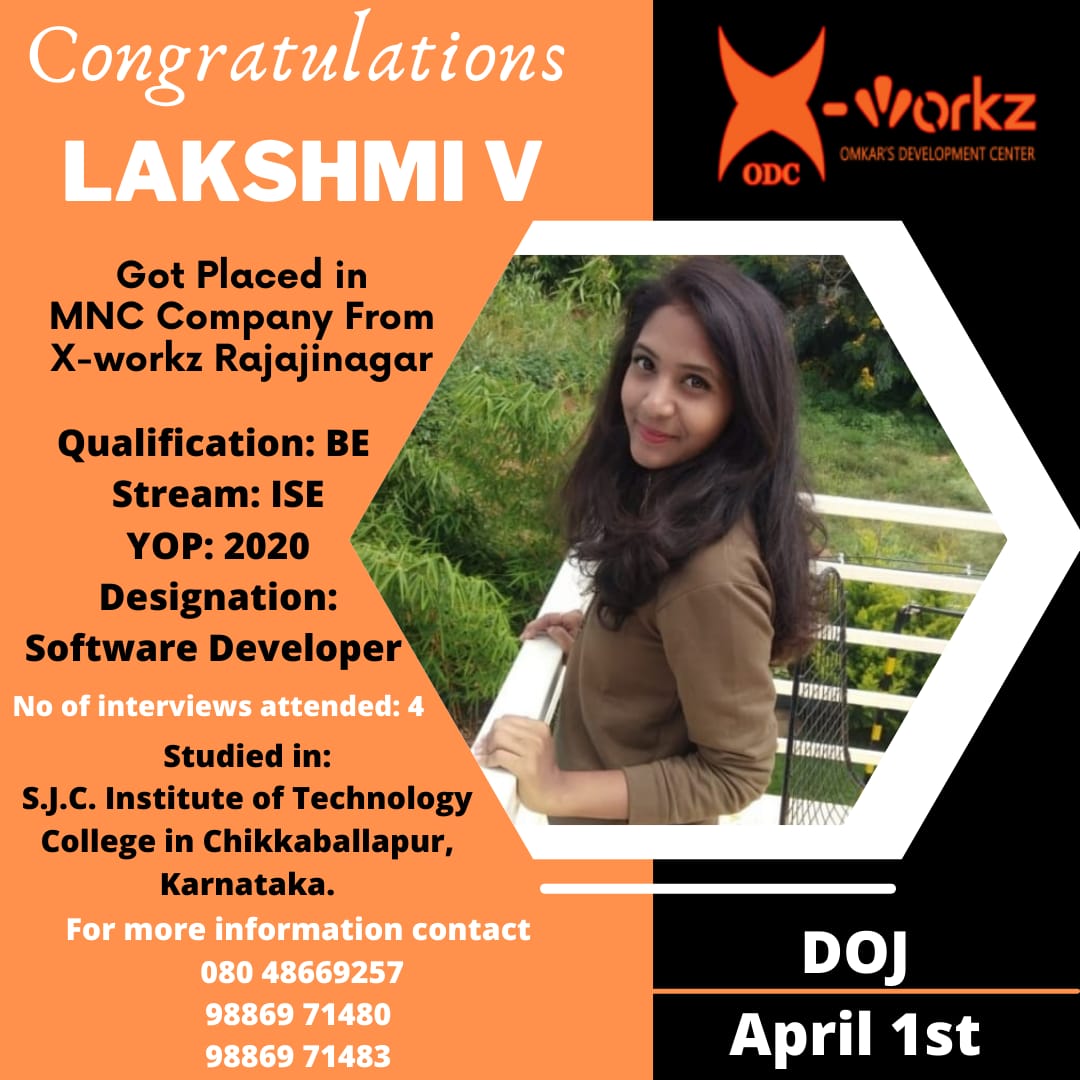 Congratulations
LAKSHMI V
X-workz
OMKAR'S DEVELOPMENT CENTER
ODC
Got Placed in
MNC Company From
X-workz Rajajinagar
Qualification: BE
Stream: ISE
YOP: 2020
Designation:
Software Developer
No of interviews attended: 4
Studied in:
S.J.C. Institute of Technology
College in Chikkaballapur,
Karnataka.
For more information contact
080 48669257
98869 71480
98869 71483
DOJ
April 1st